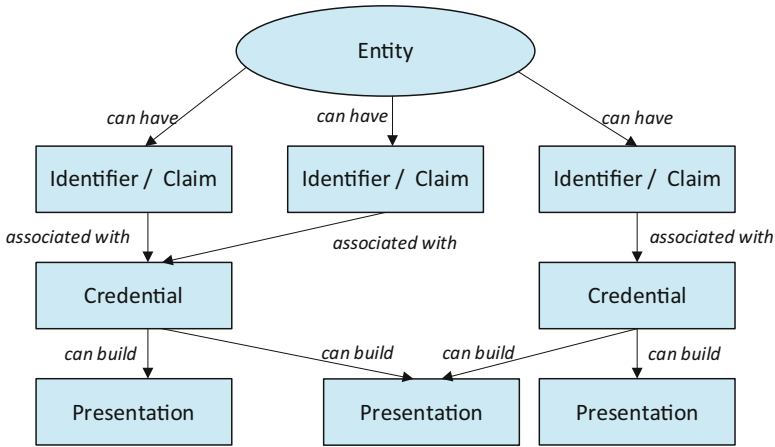 Entity
can have
can have
can have
Identifier / Claim
Identifier / Claim
Identifier / Claim
associated with
associated with
associated with
Credential
Credential
can build
can build
can build
can build
Presentation
Presentation
Presentation